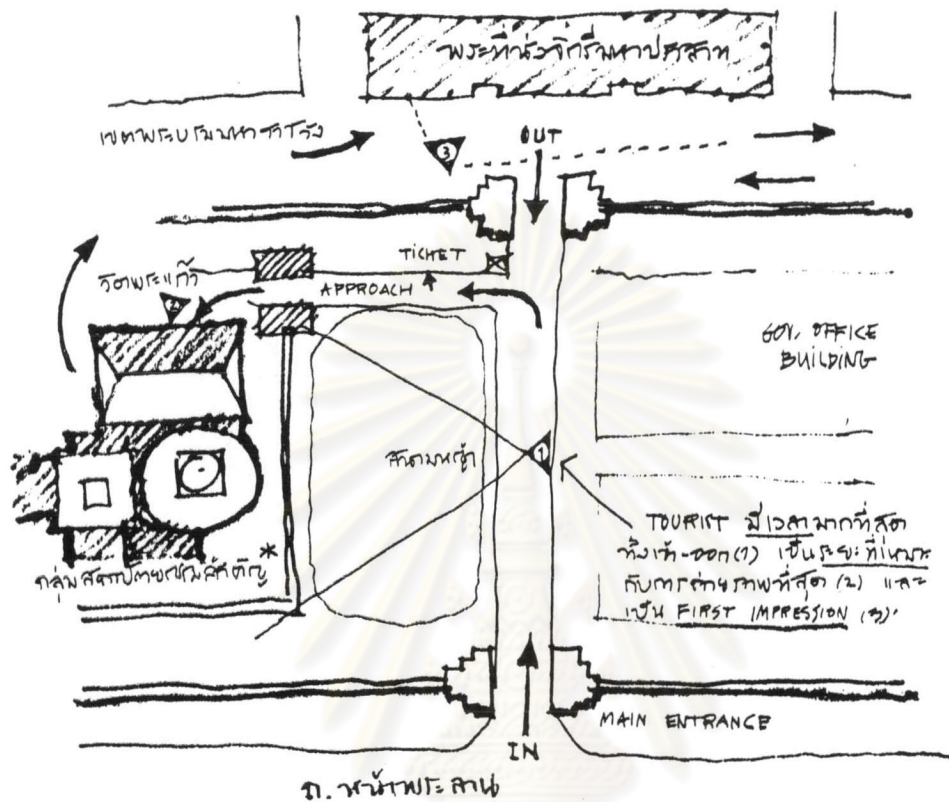 พระที่นั่งจักรีมหาปราสาท
เขตพระบรมมหาราชวัง
3
OUT
TICKET
วัดพระแก้ว
2
APPROACH
GOV. OFFICE
BUILDING
สนามหญ้า
1
TOURIST มีเวลามากที่สุด
ทั้งเข้า-ออก (1) เป็นระยะที่เหมาะ
กับการถ่ายภาพที่สุด (2) และ
เป็น FIRST IMPRESSION (3).
กลุ่มสถาปัตยกรรมสำคัญ *
MAIN ENTRANCE
IN
ถ. หน้าพระลาน